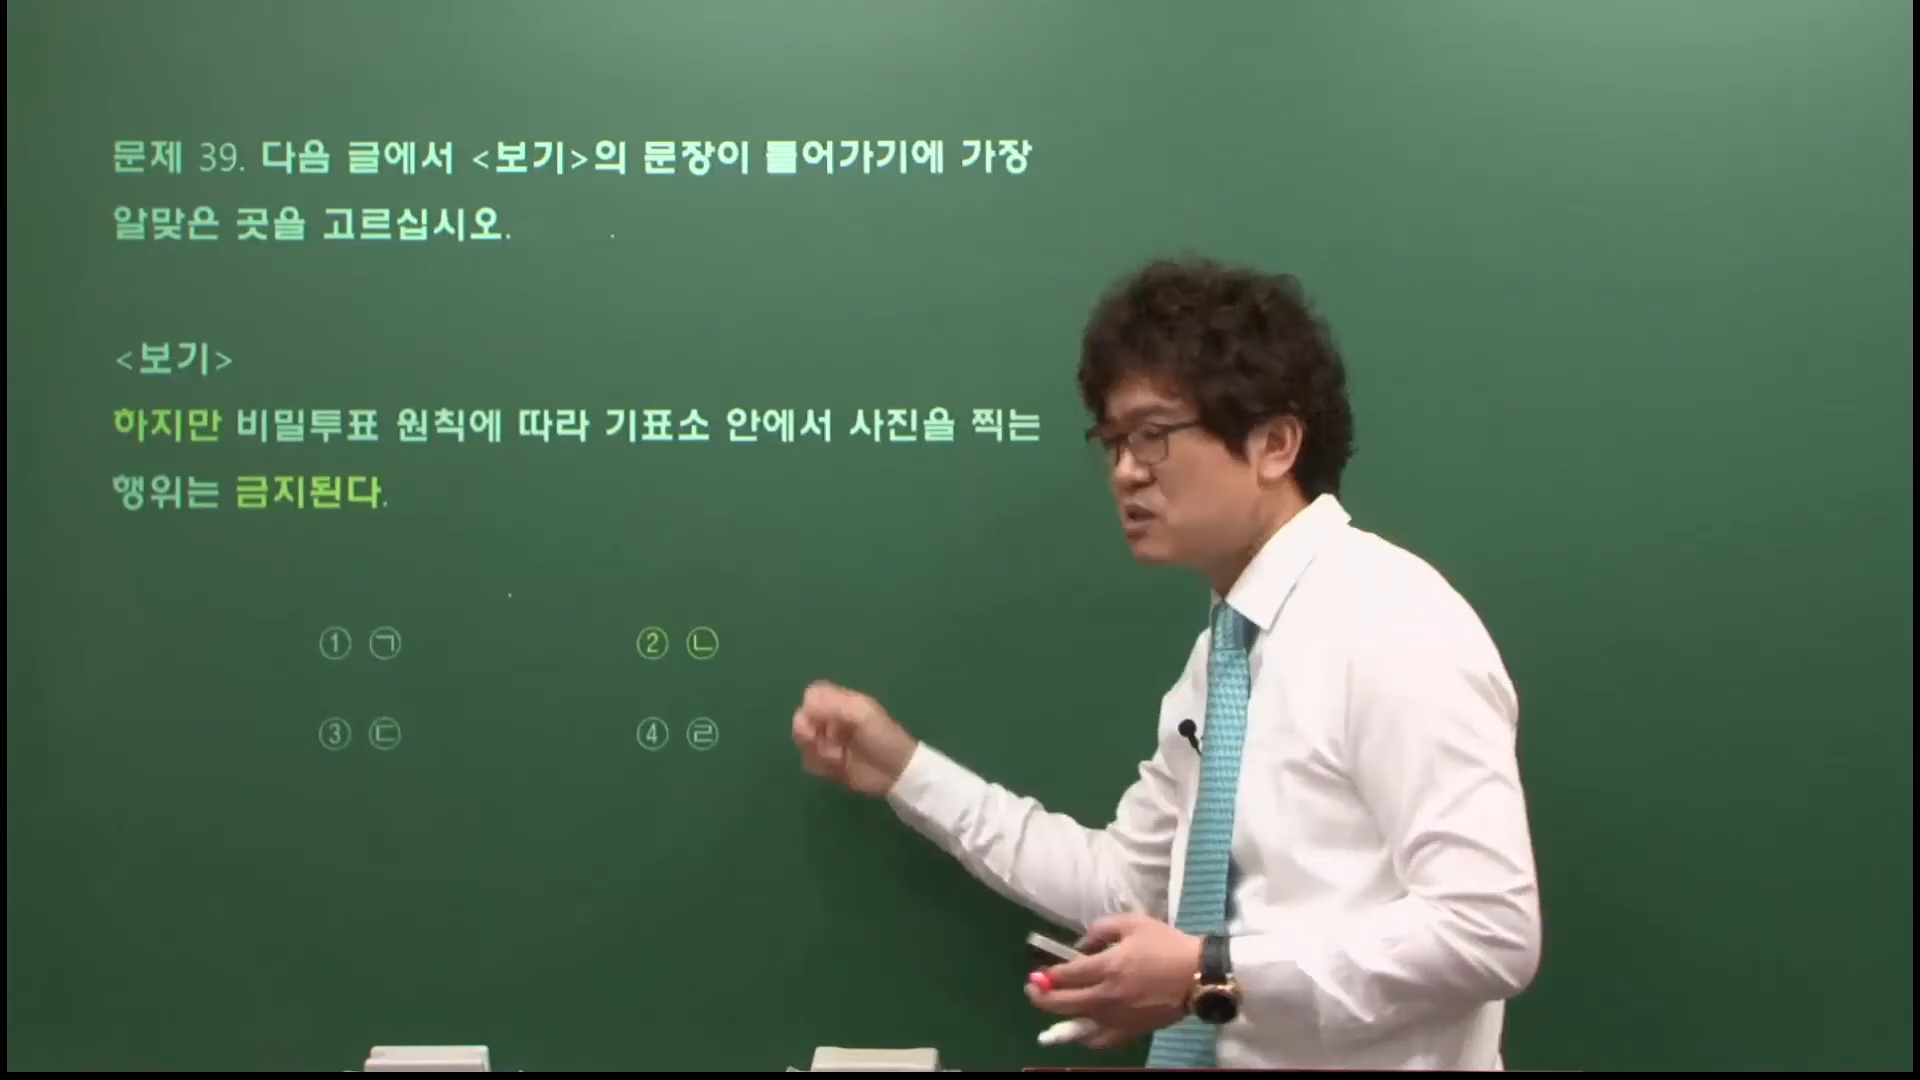 문제 39. 다음 글에서 <보기>의 문장이 들어가기에 가장
알맞은 곳을 고르십시오.
<보기>
하지만 비밀투표 원칙에 따라 기표소 안에서 사진을 찍는
행위는 금지된다.
① ㉠ ② ㉡
③ ㉢ ④ ㉣